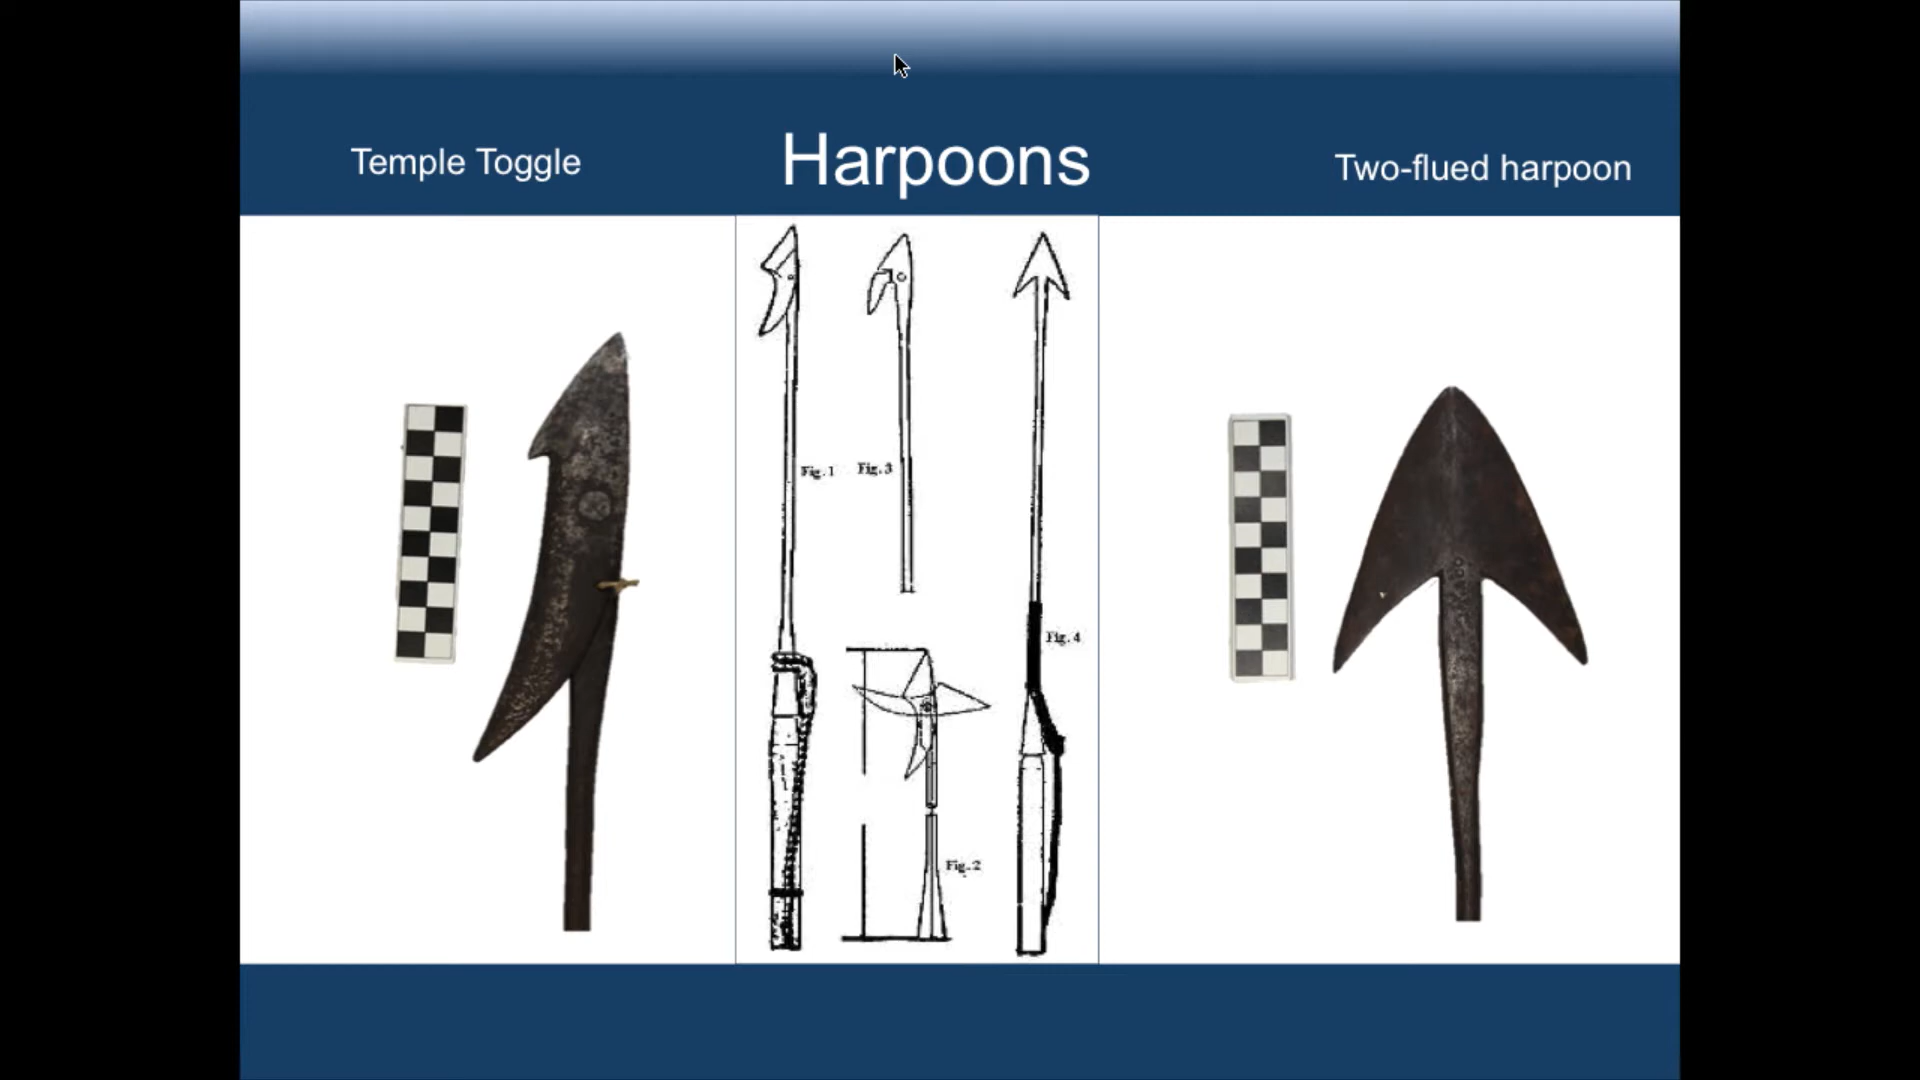 Temple Toggle
Harpoons
Two-flued harpoon
Fig. 1
Fig. 3
Fig. 4
Fig. 2